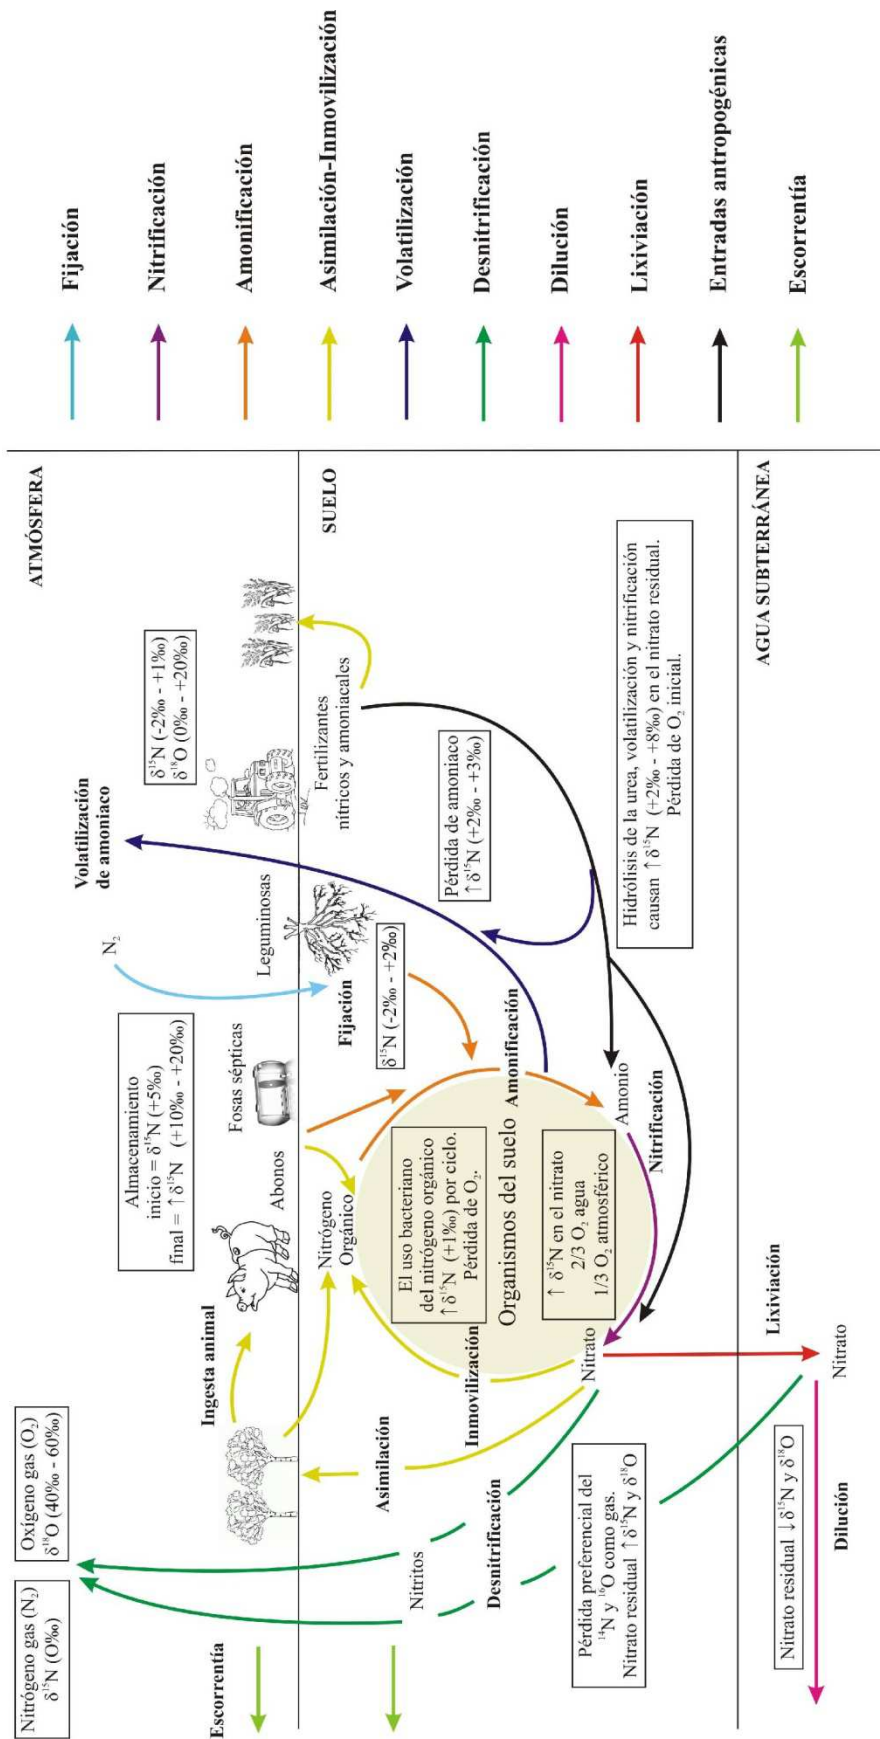 Nitrógeno gas (N₂)
δ¹⁵N (O‰)
Oxígeno gas (O₂)
δ¹⁸O (40‰ - 60‰)
Almacenamiento
inicio = δ¹⁵N (+5‰)
final = ↑δ¹⁵N (+10‰ - +20‰)
N₂
Volatilización
de amoniaco
δ¹⁵N (-2‰ - +1‰)
δ¹⁸O (0‰ - +20‰)
ATMÓSFERA
Escorrentía
Ingesta animal
Abonos
Fosas sépticas
Leguminosas
Fertilizantes
nítricos y amoniacales
SUELO
Fijación
δ¹⁵N (-2‰ - +2‰)
Nitrógeno
Orgánico
Asimilación
Nitritos
Desnitrificación
Inmovilización
El uso bacteriano
del nitrógeno orgánico
↑δ¹⁵N (+1‰) por ciclo.
Pérdida de O₂.
Organismos del suelo
Amonificación
Pérdida de amoniaco
↑δ¹⁵N (+2‰ - +3‰)
↑ δ¹⁵N en el nitrato
2/3 O₂ agua
1/3 O₂ atmosférico
Amonio
Nitrificación
Nitrato
Pérdida preferencial del
¹⁴N y ¹⁶O como gas.
Nitrato residual ↑δ¹⁵N y δ¹⁸O
Hidrólisis de la urea, volatilización y nitrificación
causan ↑δ¹⁵N (+2‰ - +8‰) en el nitrato residual.
Pérdida de O₂ inicial.
Lixiviación
AGUA SUBTERRÁNEA
Nitrato
Nitrato residual ↓δ¹⁵N y δ¹⁸O
Dilución
Fijación
Nitrificación
Amonificación
Asimilación-Inmovilización
Volatilización
Desnitrificación
Dilución
Lixiviación
Entradas antropogénicas
Escorrentía